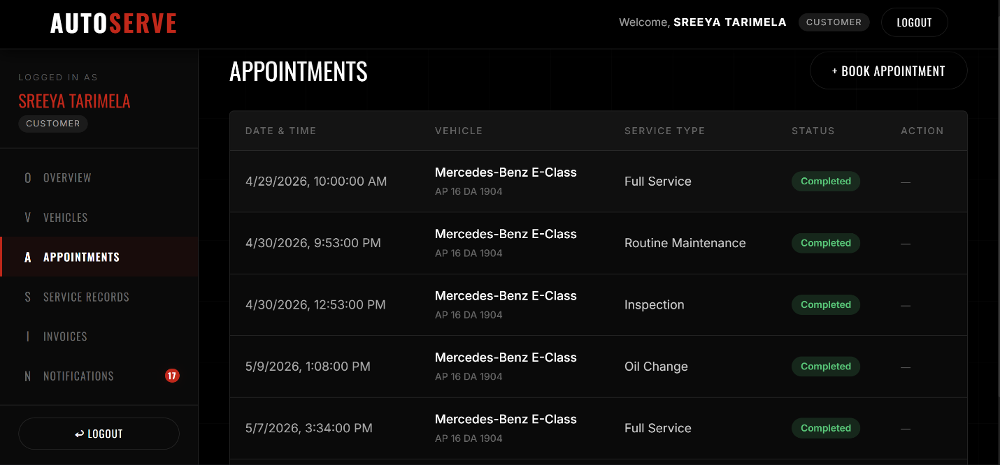 AUTOSERVE
Welcome, SREEYA TARIMELA CUSTOMER LOGOUT
LOGGED IN AS
SREEYA TARIMELA
CUSTOMER
O OVERVIEW
V VEHICLES
A APPOINTMENTS
S SERVICE RECORDS
I INVOICES
N NOTIFICATIONS 17
↩ LOGOUT
APPOINTMENTS
+ BOOK APPOINTMENT
DATE & TIME VEHICLE SERVICE TYPE STATUS ACTION
4/29/2026, 10:00:00 AM Mercedes-Benz E-Class Full Service Completed —
AP 16 DA 1904
4/30/2026, 9:53:00 PM Mercedes-Benz E-Class Routine Maintenance Completed —
AP 16 DA 1904
4/30/2026, 12:53:00 PM Mercedes-Benz E-Class Inspection Completed —
AP 16 DA 1904
5/9/2026, 1:08:00 PM Mercedes-Benz E-Class Oil Change Completed —
AP 16 DA 1904
5/7/2026, 3:34:00 PM Mercedes-Benz E-Class Full Service Completed —
AP 16 DA 1904